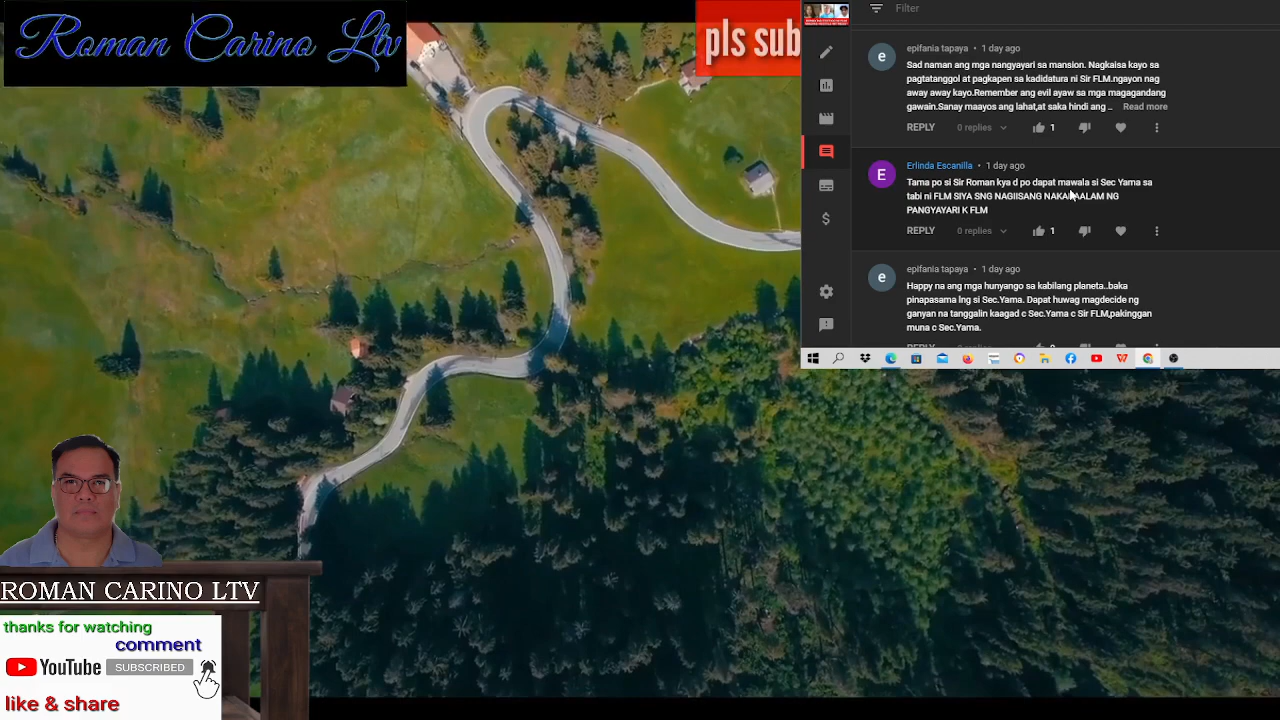 Roman Carino Ltv
pls sub
Filter
e
epifania tapaya • 1 day ago
Sad naman ang mga nangyayari sa mansion. Nagkaisa kayo sa
pagtatanggol at pagkapen sa kadidatura ni Sir FLM.ngayon nag
away away kayo.Remember ang evil ayaw sa mga magagandang
gawain.Sanay maayos ang lahat,at saka hindi ang ... Read more
REPLY 0 replies 1
E
Erlinda Escanilla • 1 day ago
Tama po si Sir Roman kya d po dapat mawala si Sec Yama sa
tabi ni FLM SIYA SNG NAGIISANG NG
PANGYAYARI K FLM
REPLY 0 replies 1
e
epifania tapaya • 1 day ago
Happy na ang mga hunyango sa kabilang planeta..baka
pinapasama lng si Sec.Yama. Dapat huwag magdecide ng
ganyan na tanggalin kaagad c Sec.Yama c Sir FLM,pakinggan
muna c Sec.Yama.
ROMAN CARINO LTV
thanks for watching
comment
YouTube SUBSCRIBED
like & share